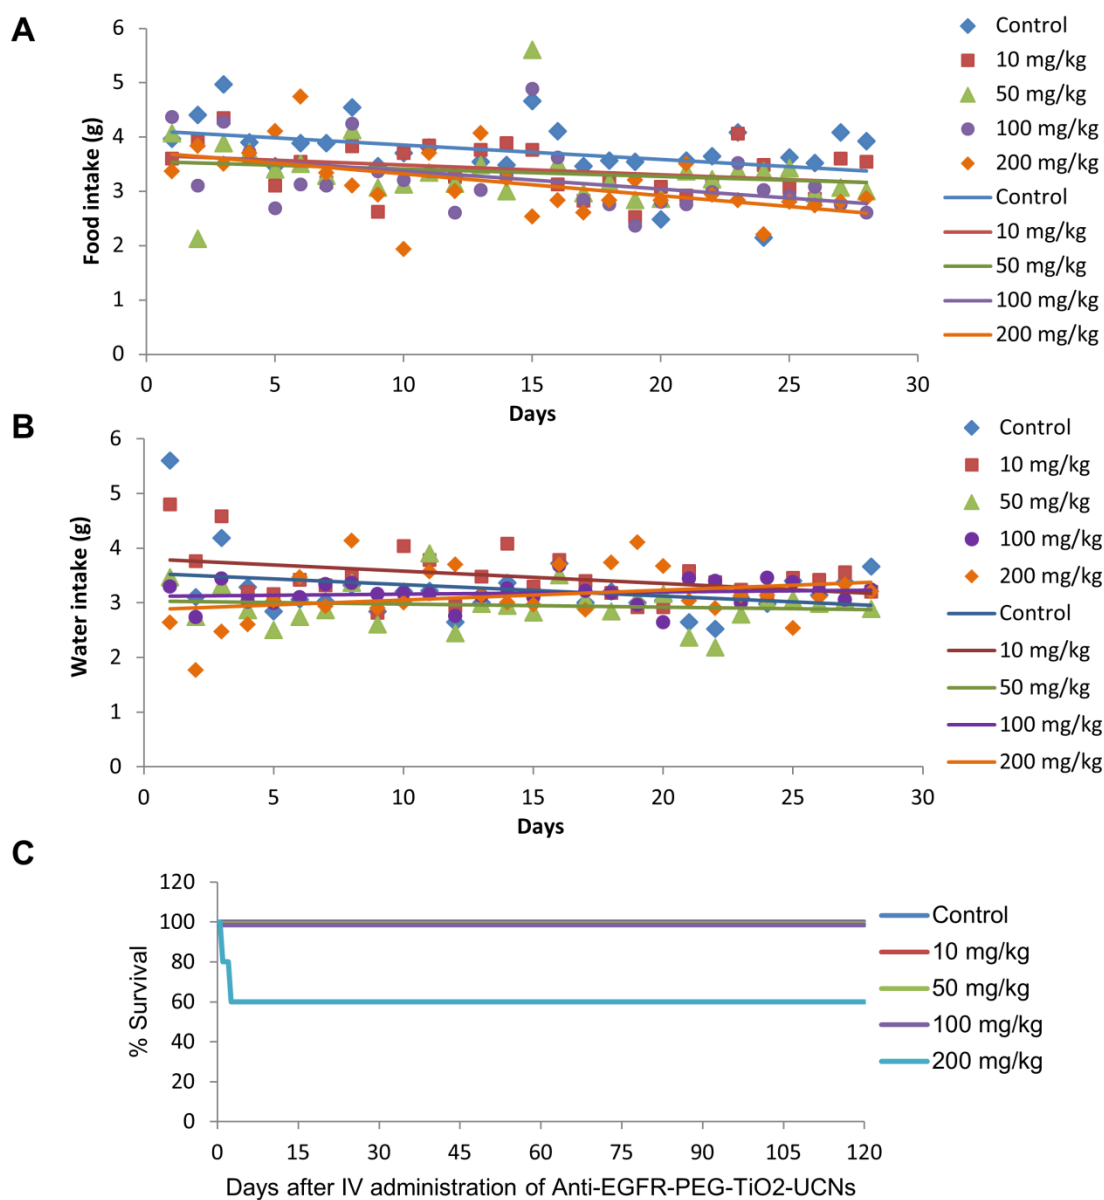 A
6
5
4
3
2
1
0
Food intake (g)
0 5 10 15 20 25 30
Days
Control
10 mg/kg
50 mg/kg
100 mg/kg
200 mg/kg
Control
10 mg/kg
50 mg/kg
100 mg/kg
200 mg/kg
B
6
5
4
3
2
1
0
Water intake (g)
0 5 10 15 20 25 30
Days
Control
10 mg/kg
50 mg/kg
100 mg/kg
200 mg/kg
Control
10 mg/kg
50 mg/kg
100 mg/kg
200 mg/kg
C
120
100
80
60
40
20
0
% Survival
0 15 30 45 60 75 90 105 120
Days after IV administration of Anti-EGFR-PEG-TiO2-UCNs
Control
10 mg/kg
50 mg/kg
100 mg/kg
200 mg/kg